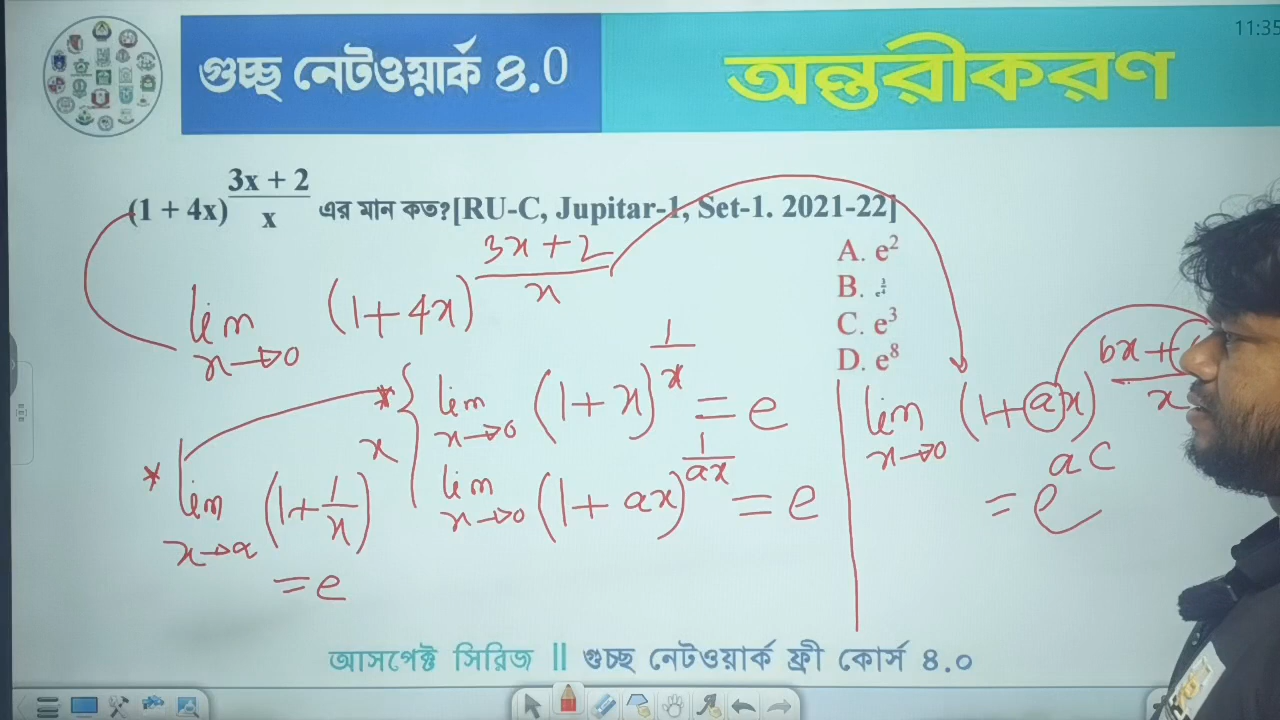 11:35
গুচ্ছ নেটওয়ার্ক ৪.0
অন্তরীকরণ
(1 + 4x)^(3x + 2)/x এর মান কত?[RU-C, Jupitar-1, Set-1. 2021-22]
A. e²
B.
C. e³
D. e⁸
lim x→0 (1+4x)^(3x+2)/x
* { lim x→0 (1+x)^1/x = e
lim x→0 (1+ax)^1/ax = e
* lim x→α (1+1/x)^x
= e
lim x→0 (1+ax)^bx+ /x
= e^ac
আসপেক্ট সিরিজ || গুচ্ছ নেটওয়ার্ক ফ্রী কোর্স ৪.০